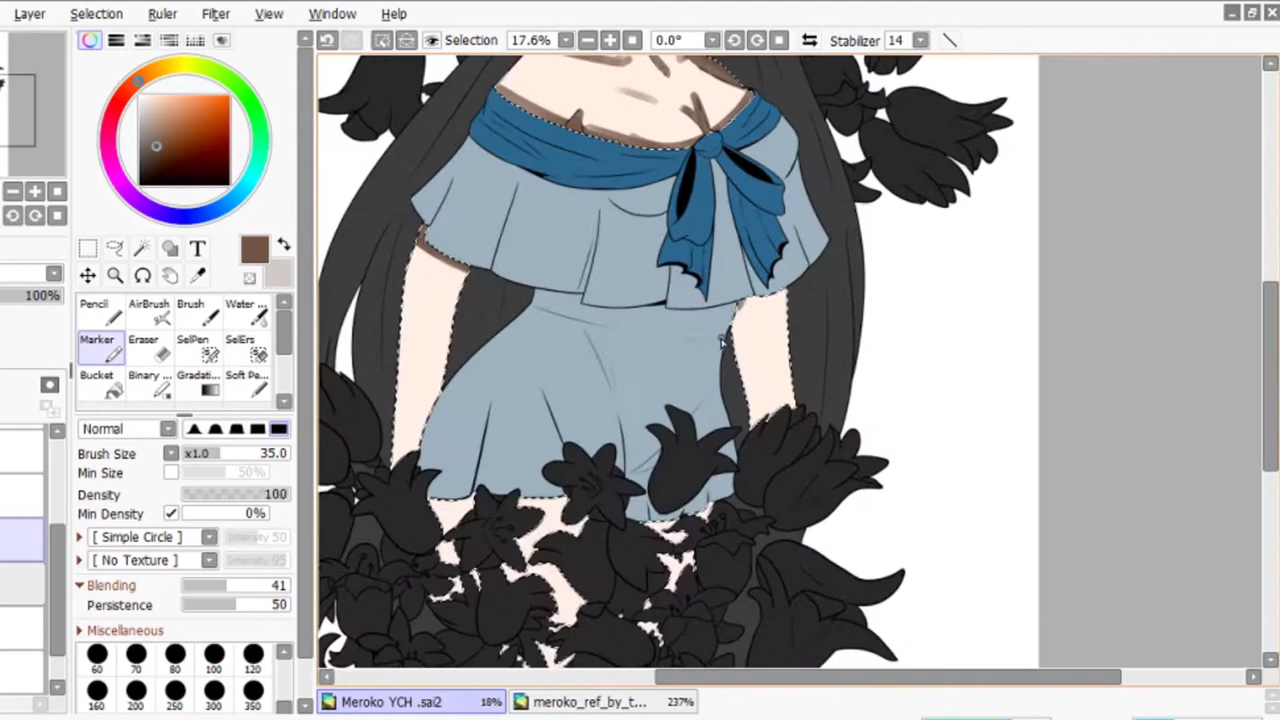 Layer Selection Ruler Filter View Window Help
Selection 17.6% 0.0° Stabilizer 14
100%
T
Pencil AirBrush Brush Water ...
Marker Eraser SelPen SelErs
Bucket Binary ... Gradati... Soft Pe...
Normal
Brush Size x1.0 35.0
Min Size 50%
Density 100
Min Density 0%
[ Simple Circle ] Intensity 50
[ No Texture ] Intensity 95
Blending 41
Persistence 50
Miscellaneous
60 70 80 100 120
160 200 250 300 350
Meroko YCH .sai2 18% meroko_ref_by_t... 237%